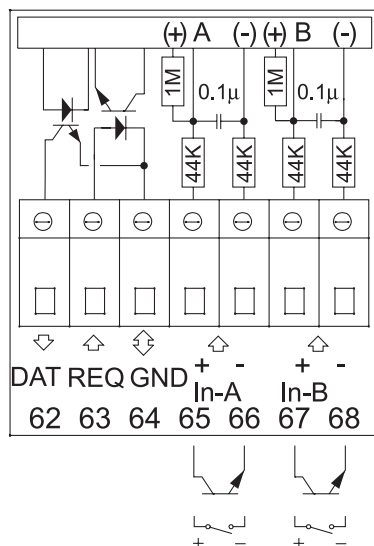 (+) A (-) (+) B (-)
1M 0.1μ 1M 0.1μ
44K 44K 44K 44K
DAT REQ GND + - + -
In-A In-B
62 63 64 65 66 67 68
+ - + -